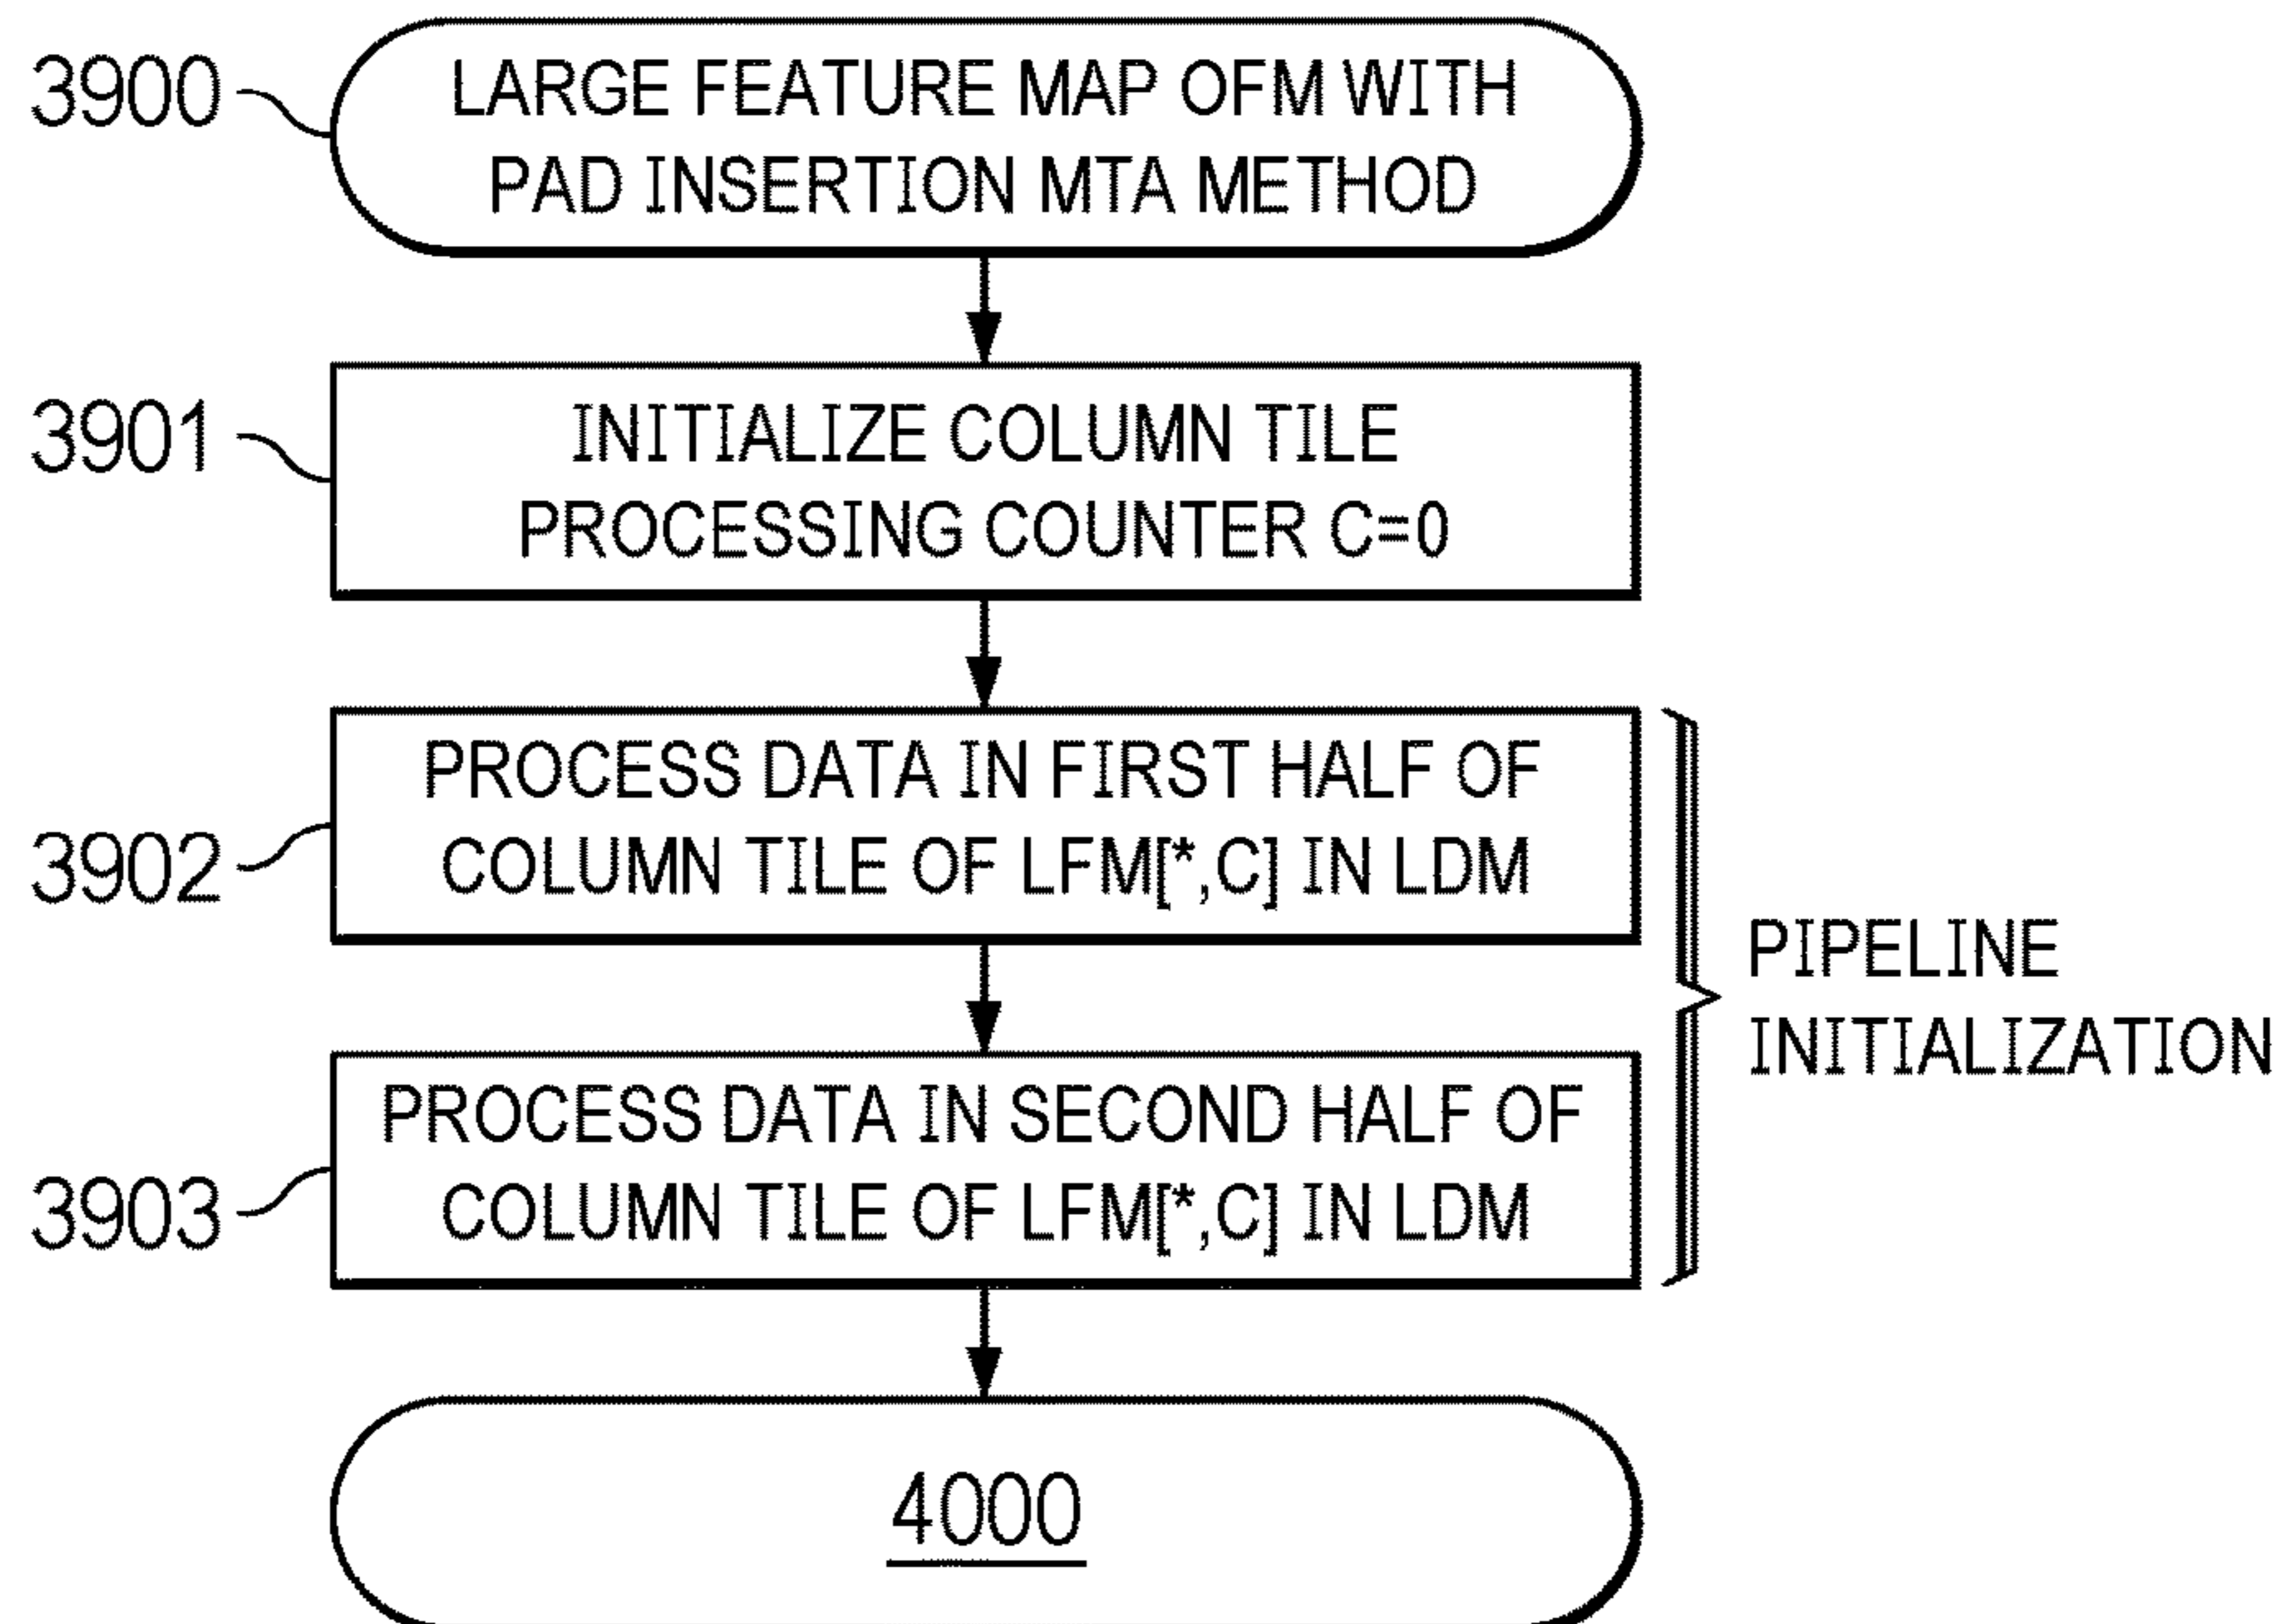 3900
LARGE FEATURE MAP OFM WITH
PAD INSERTION MTA METHOD
3901
INITIALIZE COLUMN TILE
PROCESSING COUNTER C=0
3902
PROCESS DATA IN FIRST HALF OF
COLUMN TILE OF LFM[*,C] IN LDM
3903
PROCESS DATA IN SECOND HALF OF
COLUMN TILE OF LFM[*,C] IN LDM
PIPELINE
INITIALIZATION
4000